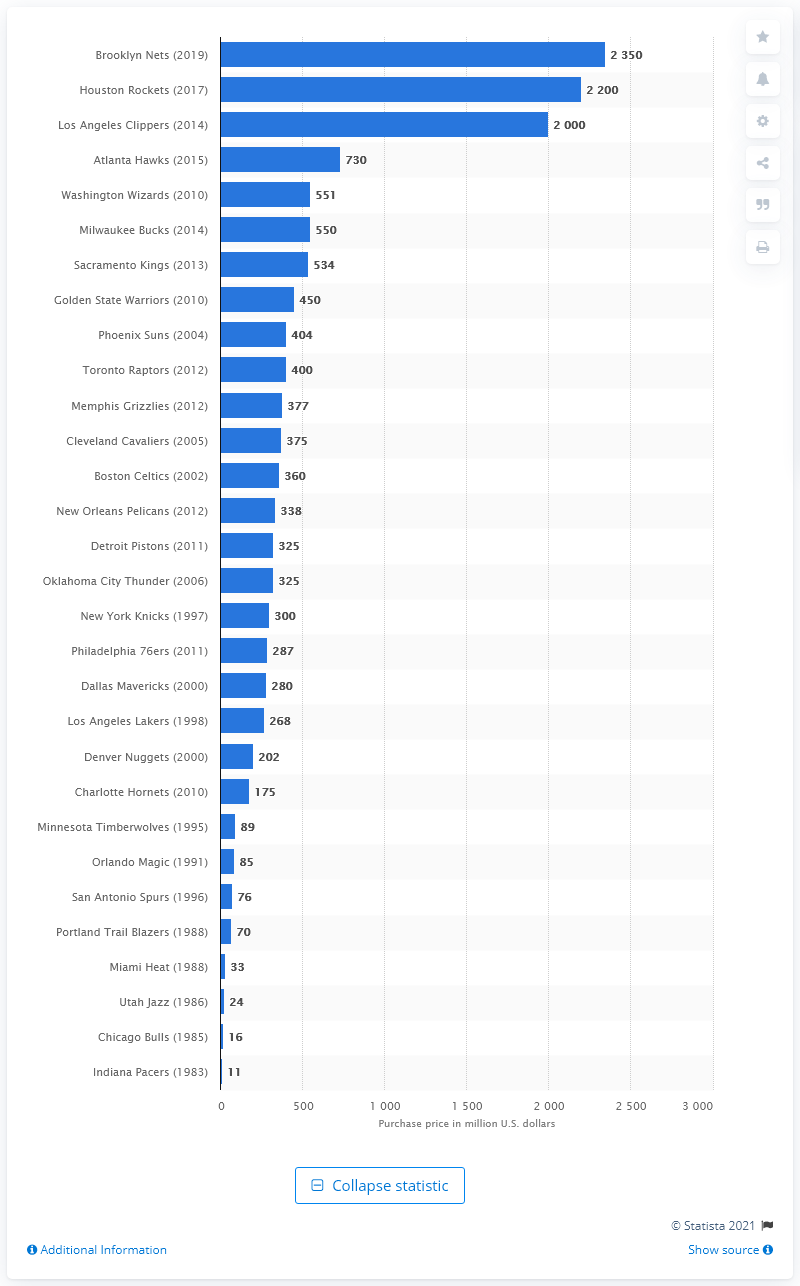 Brooklyn Nets (2019) 2 350
Houston Rockets (2017) 2 200
Los Angeles Clippers (2014) 2 000
Atlanta Hawks (2015) 730
Washington Wizards (2010) 551
Milwaukee Bucks (2014) 550
Sacramento Kings (2013) 534
Golden State Warriors (2010) 450
Phoenix Suns (2004) 404
Toronto Raptors (2012) 400
Memphis Grizzlies (2012) 377
Cleveland Cavaliers (2005) 375
Boston Celtics (2002) 360
New Orleans Pelicans (2012) 338
Detroit Pistons (2011) 325
Oklahoma City Thunder (2006) 325
New York Knicks (1997) 300
Philadelphia 76ers (2011) 287
Dallas Mavericks (2000) 280
Los Angeles Lakers (1998) 268
Denver Nuggets (2000) 202
Charlotte Hornets (2010) 175
Minnesota Timberwolves (1995) 89
Orlando Magic (1991) 85
San Antonio Spurs (1996) 76
Portland Trail Blazers (1988) 70
Miami Heat (1988) 33
Utah Jazz (1986) 24
Chicago Bulls (1985) 16
Indiana Pacers (1983) 11
0 500 1 000 1 500 2 000 2 500 3 000
Purchase price in million U.S. dollars
Collapse statistic
© Statista 2021
Additional Information Show source